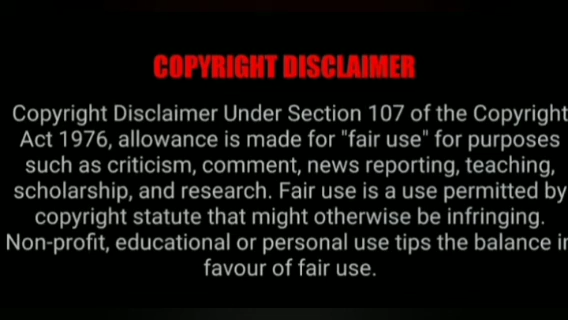 COPYRIGHT DISCLAIMER
Copyright Disclaimer Under Section 107 of the Copyright
Act 1976, allowance is made for "fair use" for purposes
such as criticism, comment, news reporting, teaching,
scholarship, and research. Fair use is a use permitted by
copyright statute that might otherwise be infringing.
Non-profit, educational or personal use tips the balance in
favour of fair use.